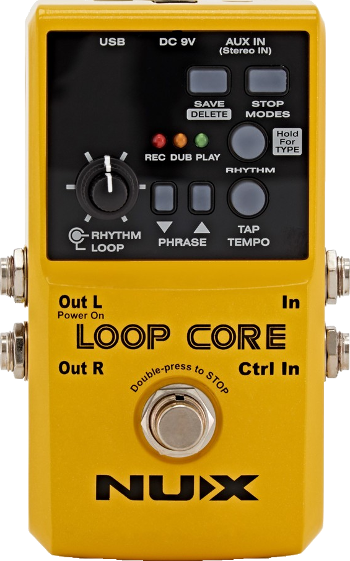 USB DC 9V AUX IN
(Stereo IN)
SAVE STOP
DELETE MODES
Hold
For
TYPE
REC DUB PLAY
RHYTHM
RHYTHM
LOOP
PHRASE
TAP
TEMPO
Out L In
Power On
LOOP CORE
Out R Ctrl In
Double-press to STOP
NUX